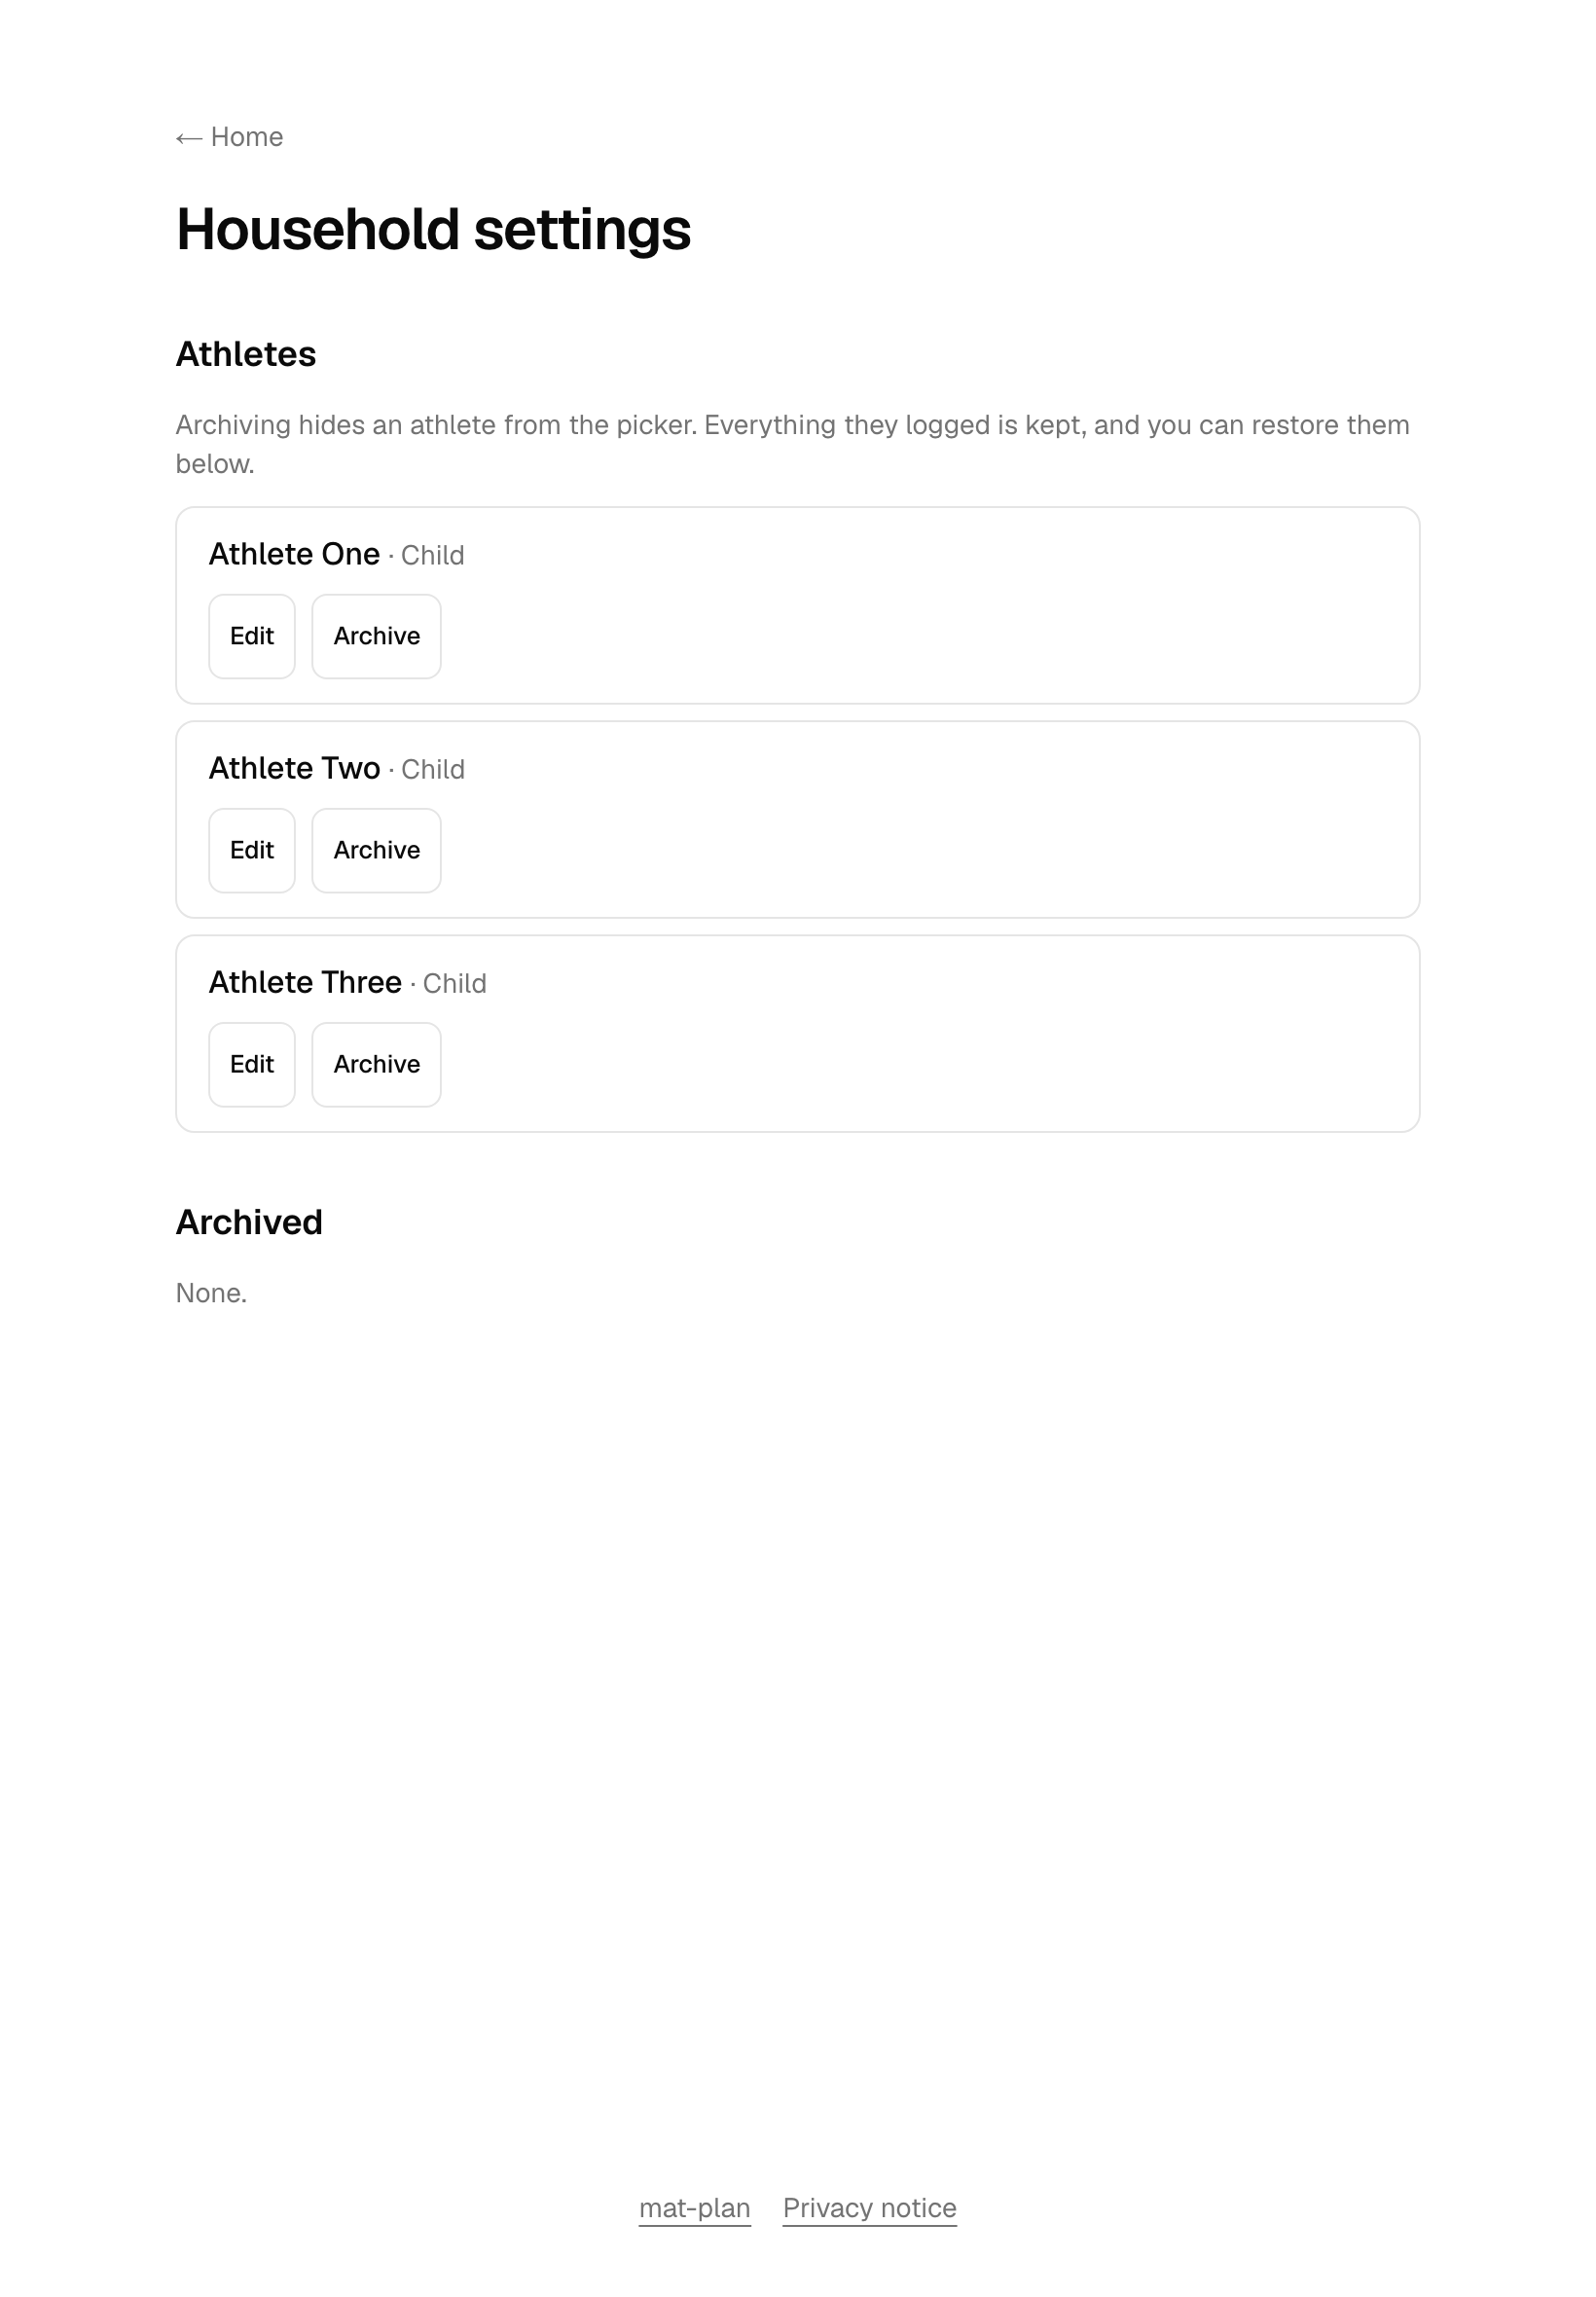 ← Home
Household settings
Athletes
Archiving hides an athlete from the picker. Everything they logged is kept, and you can restore them
below.
Athlete One · Child
Edit Archive
Athlete Two · Child
Edit Archive
Athlete Three · Child
Edit Archive
Archived
None.
mat-plan Privacy notice